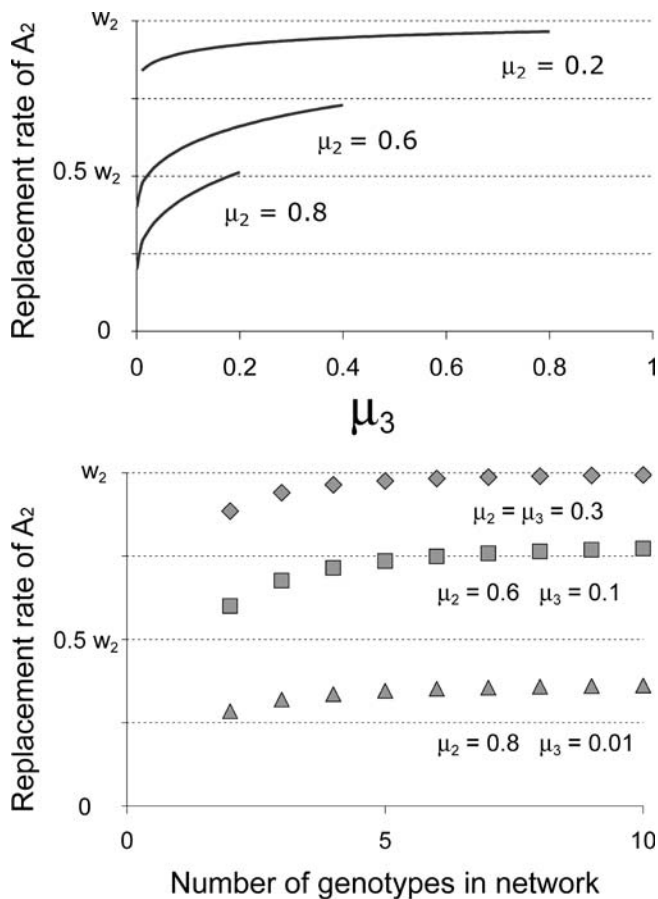 w₂
Replacement rate of A₂
μ₂ = 0.2
μ₂ = 0.6
0.5 w₂
μ₂ = 0.8
0
0 0.2 0.4 0.6 0.8 1
μ₃
w₂
Replacement rate of A₂
μ₂ = μ₃ = 0.3
μ₂ = 0.6 μ₃ = 0.1
0.5 w₂
μ₂ = 0.8 μ₃ = 0.01
0
0 5 10
Number of genotypes in network